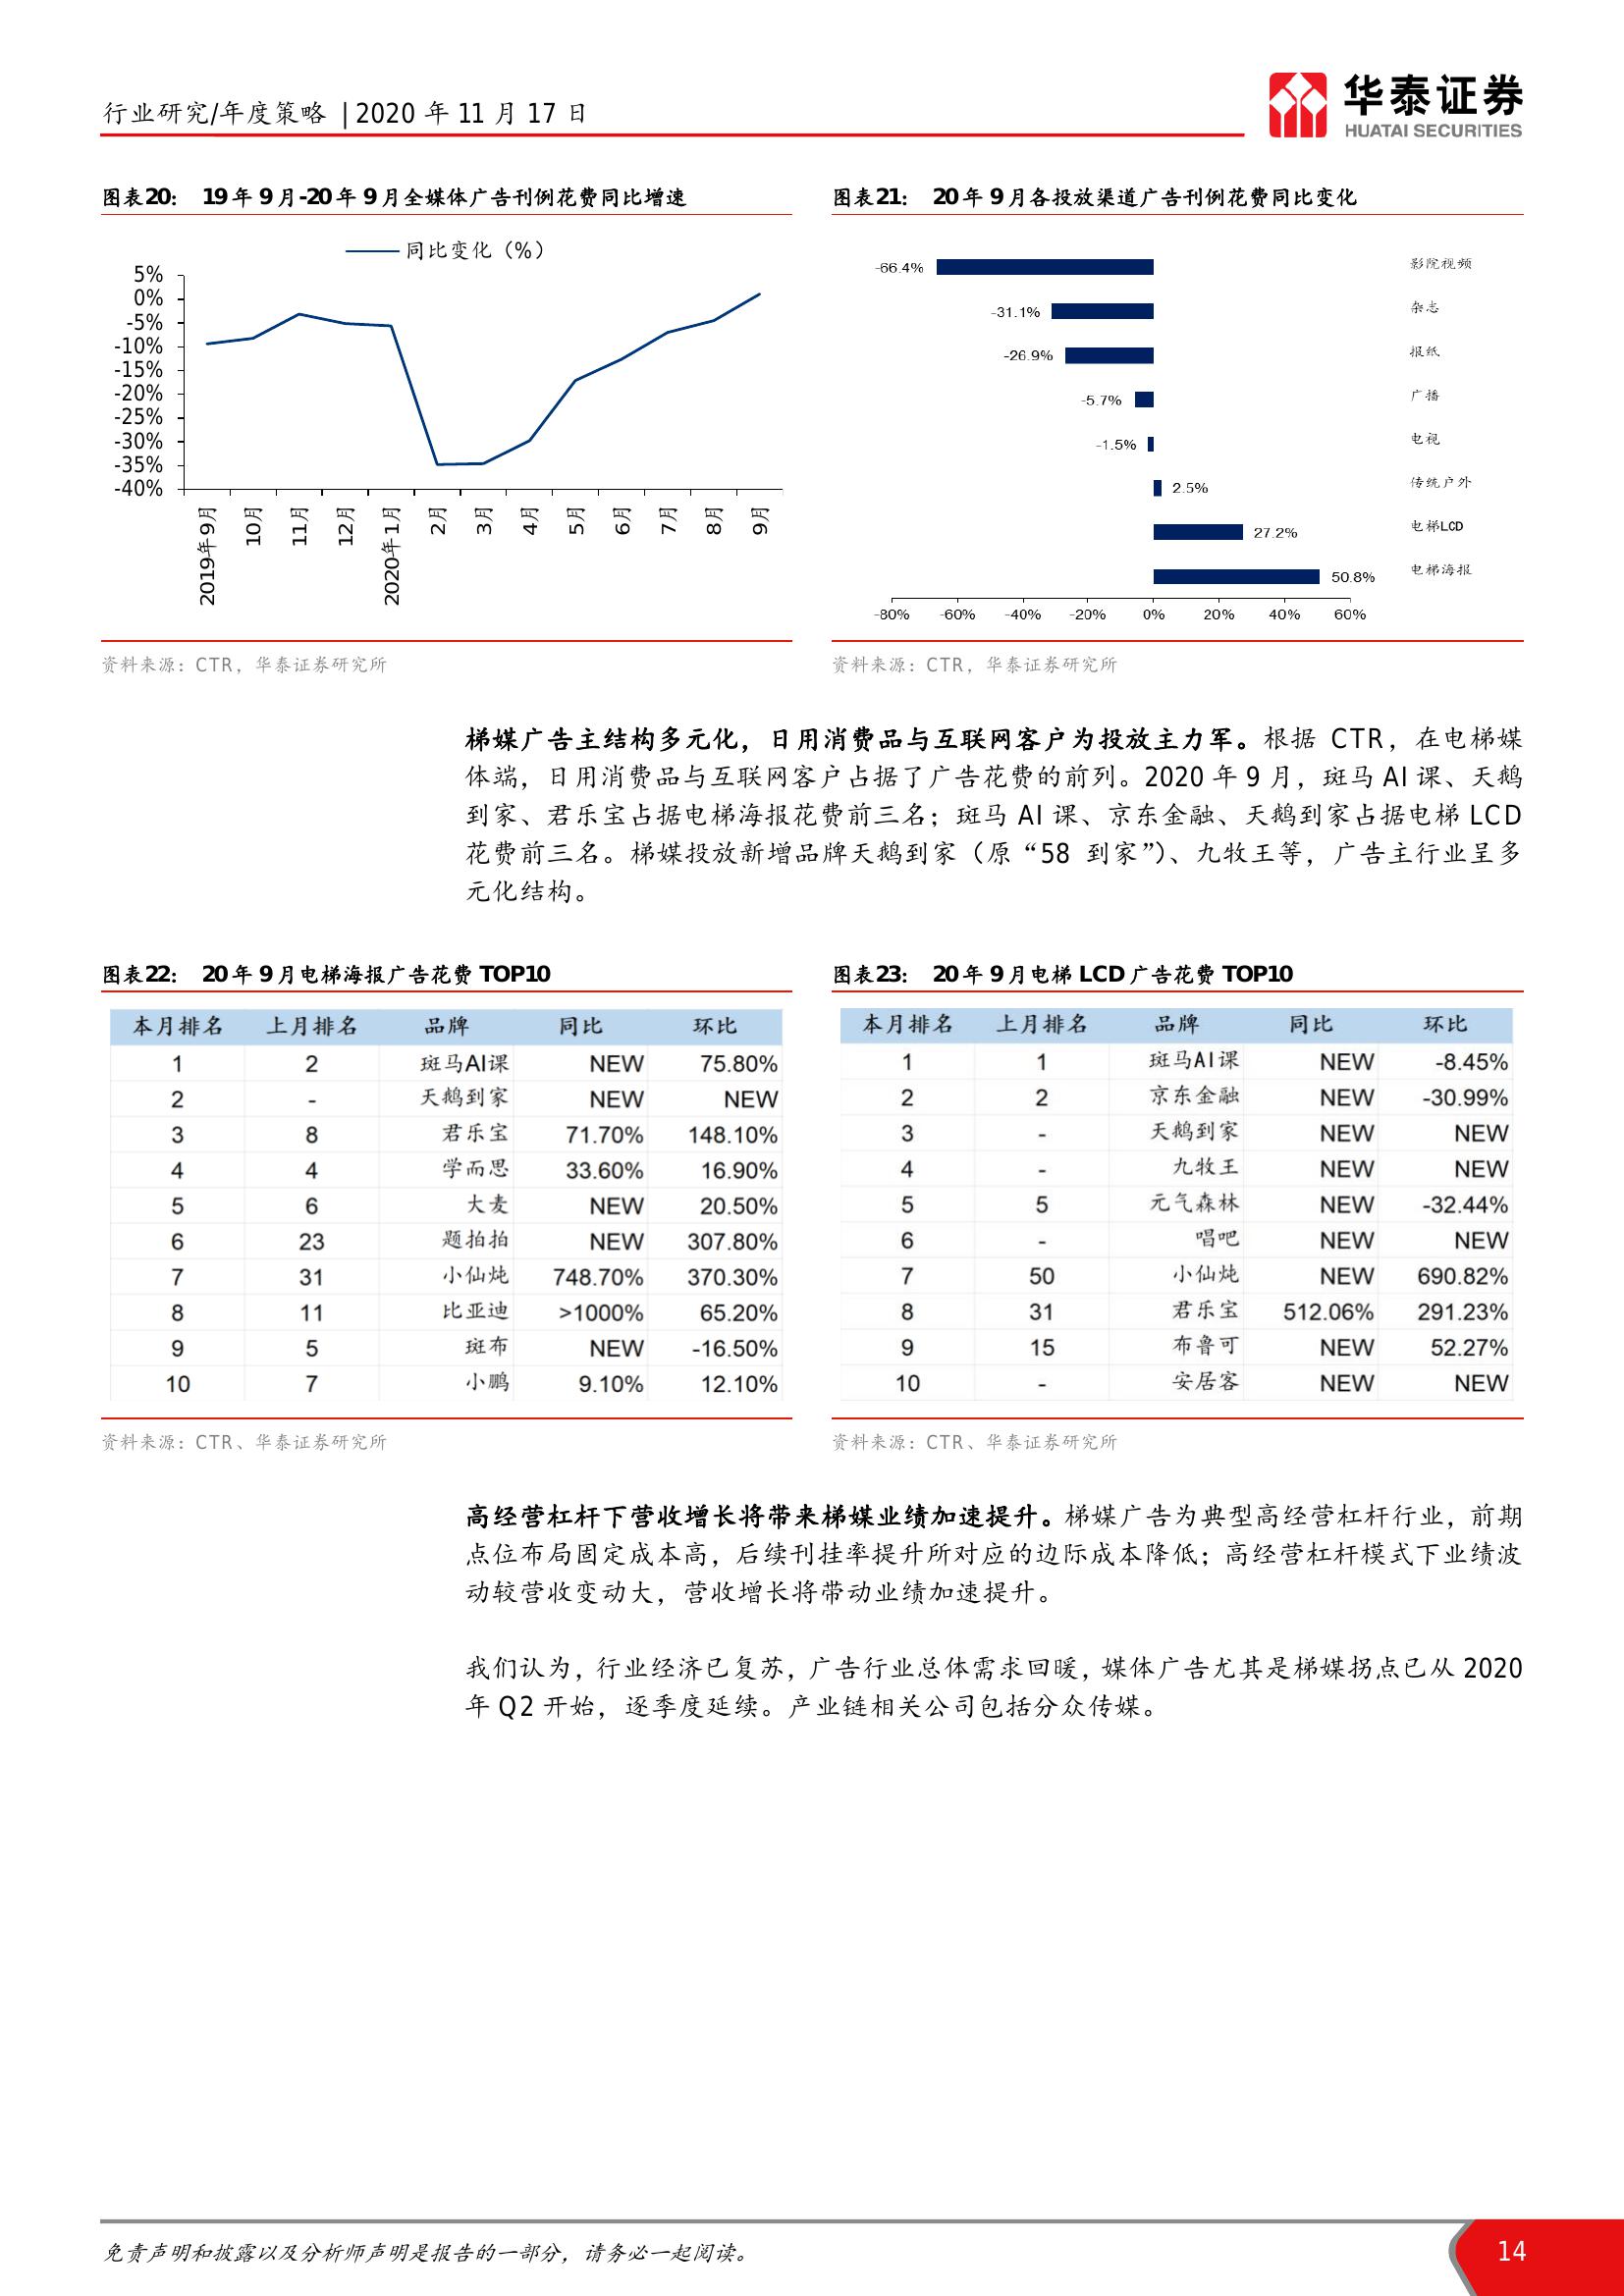 行业研究/年度策略 | 2020 年 11 月 17 日
华泰证券
HUATAI SECURITIES
图表20: 19 年 9 月-20 年 9 月全媒体广告刊例花费同比增速
同比变化（%）
5%
0%
-5%
-10%
-15%
-20%
-25%
-30%
-35%
-40%
2019年9月
10月
11月
12月
2020年1月
2月
3月
4月
5月
6月
7月
8月
9月
资料来源：CTR，华泰证券研究所
图表21: 20 年 9 月各投放渠道广告刊例花费同比变化
-66.4% 影院视频
-31.1% 杂志
-26.9% 报纸
-5.7% 广播
-1.5% 电视
2.5% 传统户外
27.2% 电梯LCD
50.8% 电梯海报
-80% -60% -40% -20% 0% 20% 40% 60%
资料来源：CTR，华泰证券研究所
梯媒广告主结构多元化，日用消费品与互联网客户为投放主力军。根据 CTR，在电梯媒
体端，日用消费品与互联网客户占据了广告花费的前列。2020 年 9 月，斑马 AI 课、天鹅
到家、君乐宝占据电梯海报花费前三名；斑马 AI 课、京东金融、天鹅到家占据电梯 LCD
花费前三名。梯媒投放新增品牌天鹅到家（原“58 到家”）、九牧王等，广告主行业呈多
元化结构。
图表22: 20 年 9 月电梯海报广告花费 TOP10
本月排名 上月排名 品牌 同比 环比
1 2 斑马AI课 NEW 75.80%
2 - 天鹅到家 NEW NEW
3 8 君乐宝 71.70% 148.10%
4 4 学而思 33.60% 16.90%
5 6 大麦 NEW 20.50%
6 23 题拍拍 NEW 307.80%
7 31 小仙炖 748.70% 370.30%
8 11 比亚迪 >1000% 65.20%
9 5 斑布 NEW -16.50%
10 7 小鹏 9.10% 12.10%
资料来源：CTR、华泰证券研究所
图表23: 20 年 9 月电梯 LCD 广告花费 TOP10
本月排名 上月排名 品牌 同比 环比
1 1 斑马AI课 NEW -8.45%
2 2 京东金融 NEW -30.99%
3 - 天鹅到家 NEW NEW
4 - 九牧王 NEW NEW
5 5 元气森林 NEW -32.44%
6 - 唱吧 NEW NEW
7 50 小仙炖 NEW 690.82%
8 31 君乐宝 512.06% 291.23%
9 15 布鲁可 NEW 52.27%
10 - 安居客 NEW NEW
资料来源：CTR、华泰证券研究所
高经营杠杆下营收增长将带来梯媒业绩加速提升。梯媒广告为典型高经营杠杆行业，前期
点位布局固定成本高，后续刊挂率提升所对应的边际成本降低；高经营杠杆模式下业绩波
动较营收变动大，营收增长将带动业绩加速提升。
我们认为，行业经济已复苏，广告行业总体需求回暖，媒体广告尤其是梯媒拐点已从 2020
年 Q2 开始，逐季度延续。产业链相关公司包括分众传媒。
免责声明和披露以及分析师声明是报告的一部分，请务必一起阅读。
14